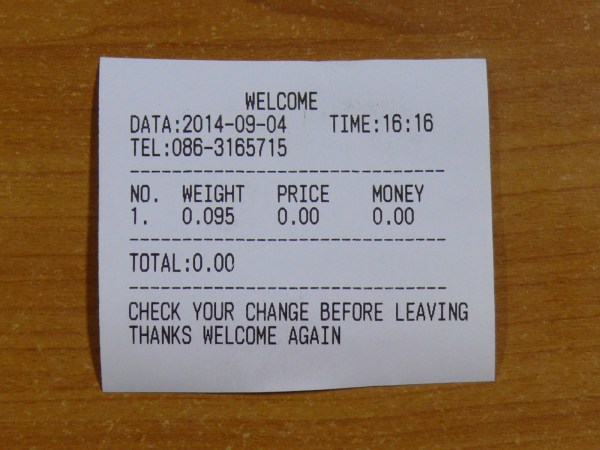 WELCOME
DATA:2014-09-04 TIME:16:16
TEL:086-3165715
--------------------------------
NO. WEIGHT PRICE MONEY
1. 0.095 0.00 0.00
--------------------------------
TOTAL:0.00
--------------------------------
CHECK YOUR CHANGE BEFORE LEAVING
THANKS WELCOME AGAIN